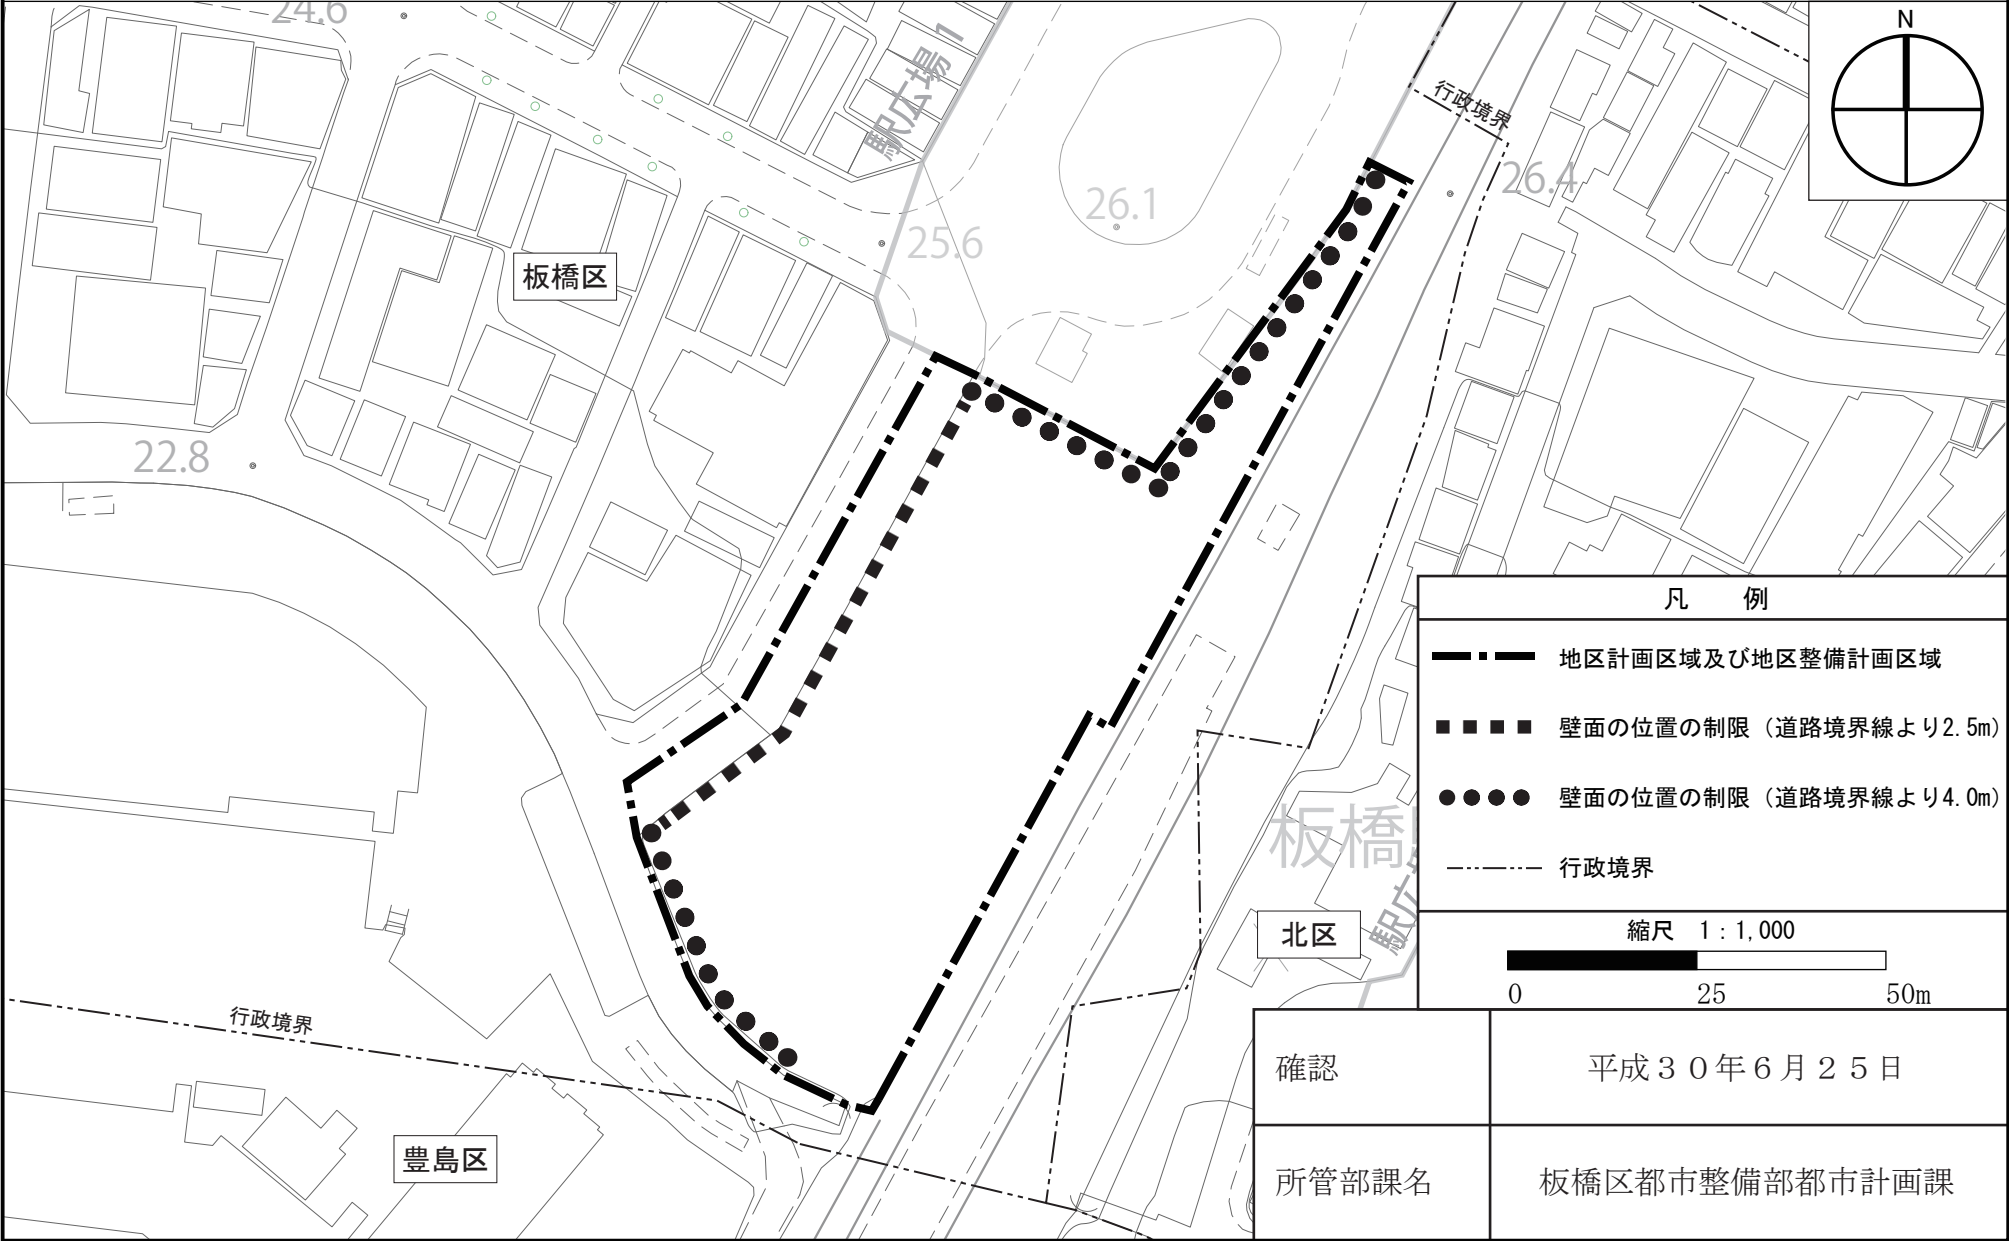 24.6
駅広場1
行政境界
N
26.4
26.1
25.6
板橋区
22.8
凡 例
地区計画区域及び地区整備計画区域
壁面の位置の制限（道路境界線より2.5m）
壁面の位置の制限（道路境界線より4.0m）
行政境界
板橋
駅広
北区
縮尺 1：1,000
0 25 50m
行政境界
豊島区
確認 平成３０年６月２５日
所管部課名 板橋区都市整備部都市計画課